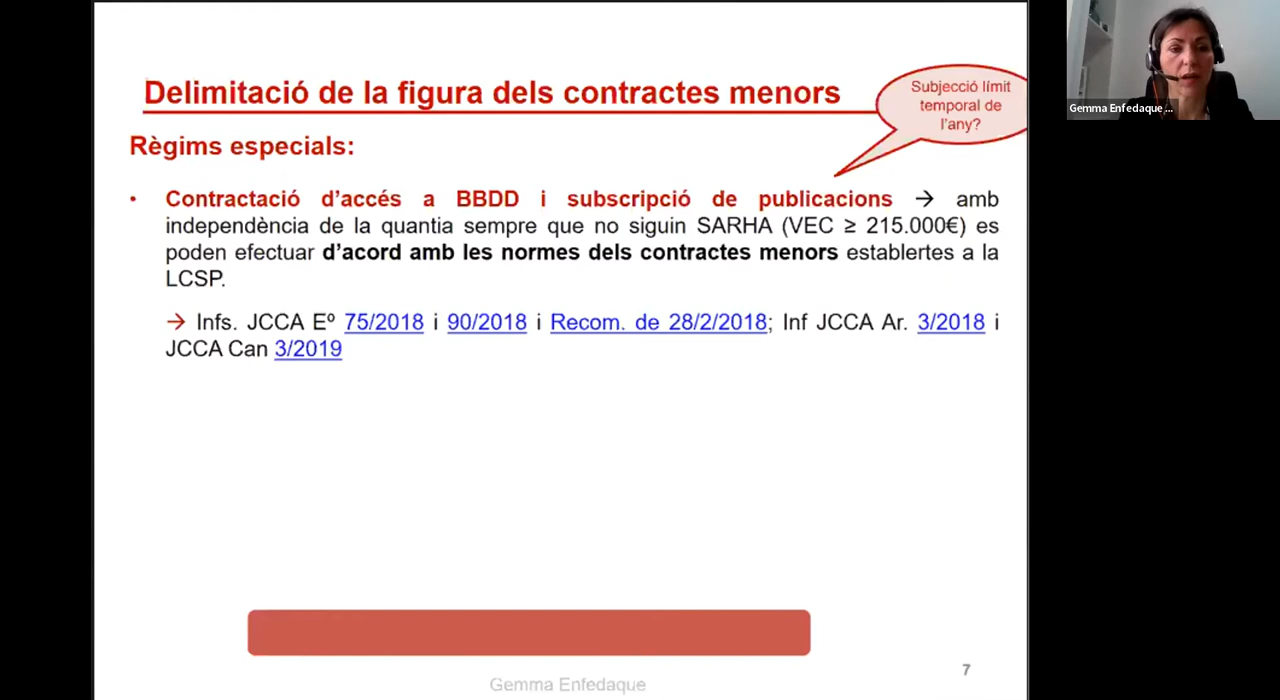 Delimitació de la figura dels contractes menors
Subjecció límit
temporal de
l'any?
Règims especials:
• Contractació d'accés a BBDD i subscripció de publicacions → amb
independència de la quantia sempre que no siguin SARHA (VEC ≥ 215.000€) es
poden efectuar d'acord amb les normes dels contractes menors establertes a la
LCSP.
→ Infs. JCCA Eº 75/2018 i 90/2018 i Recom. de 28/2/2018; Inf JCCA Ar. 3/2018 i
JCCA Can 3/2019
7
Gemma Enfedaque
Gemma Enfedaque ...